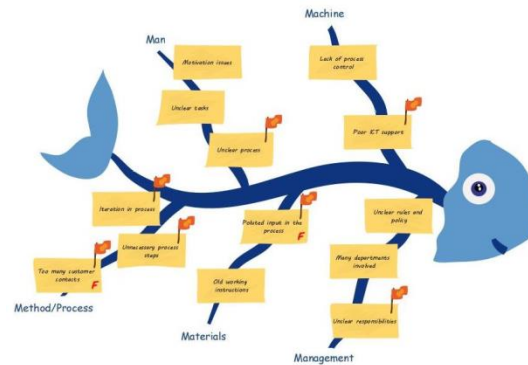 Machine
Man
Motivation issues
Lack of process
control
Unclear tasks
Poor ICT support
Unclear process
Iteration in process
Poluted input in the
process
F
Unclear rules and
policy
Unnecessary process
steps
Too many customer
contacts
F
Many departments
involved
Old working
instructions
Unclear responsibilities
Method/Process
Materials
Management